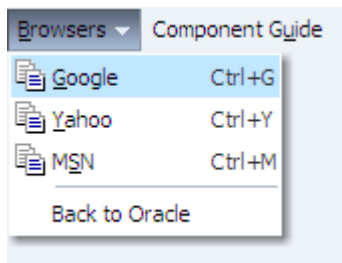 Browsers Component Guide
Google Ctrl+G
Yahoo Ctrl+Y
MSN Ctrl+M
Back to Oracle